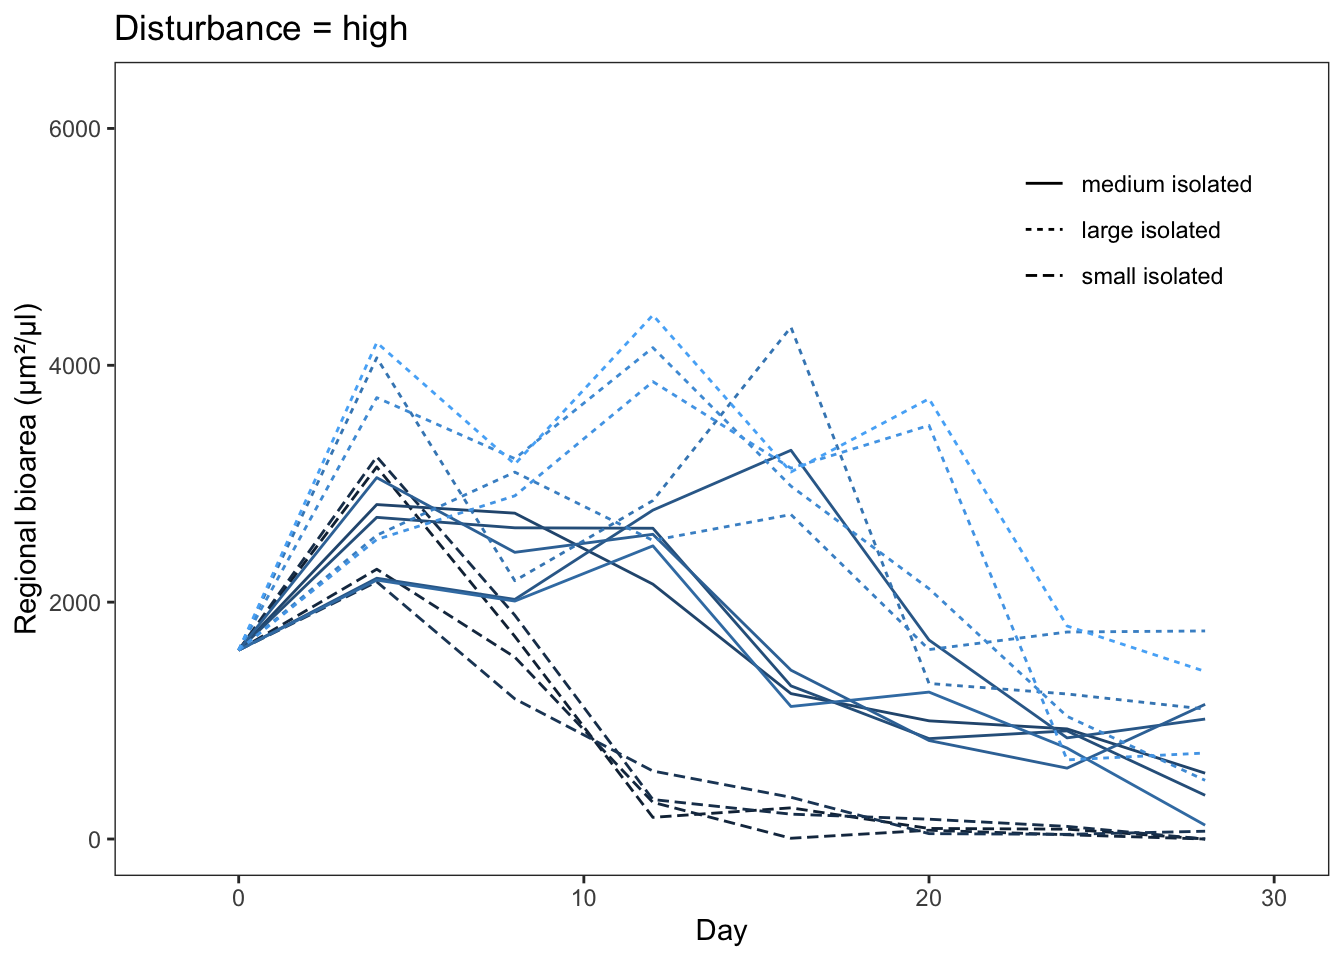 Disturbance = high
6000
4000
2000
0
Regional bioarea (μm²/μl)
medium isolated
large isolated
small isolated
0
10
20
30
Day